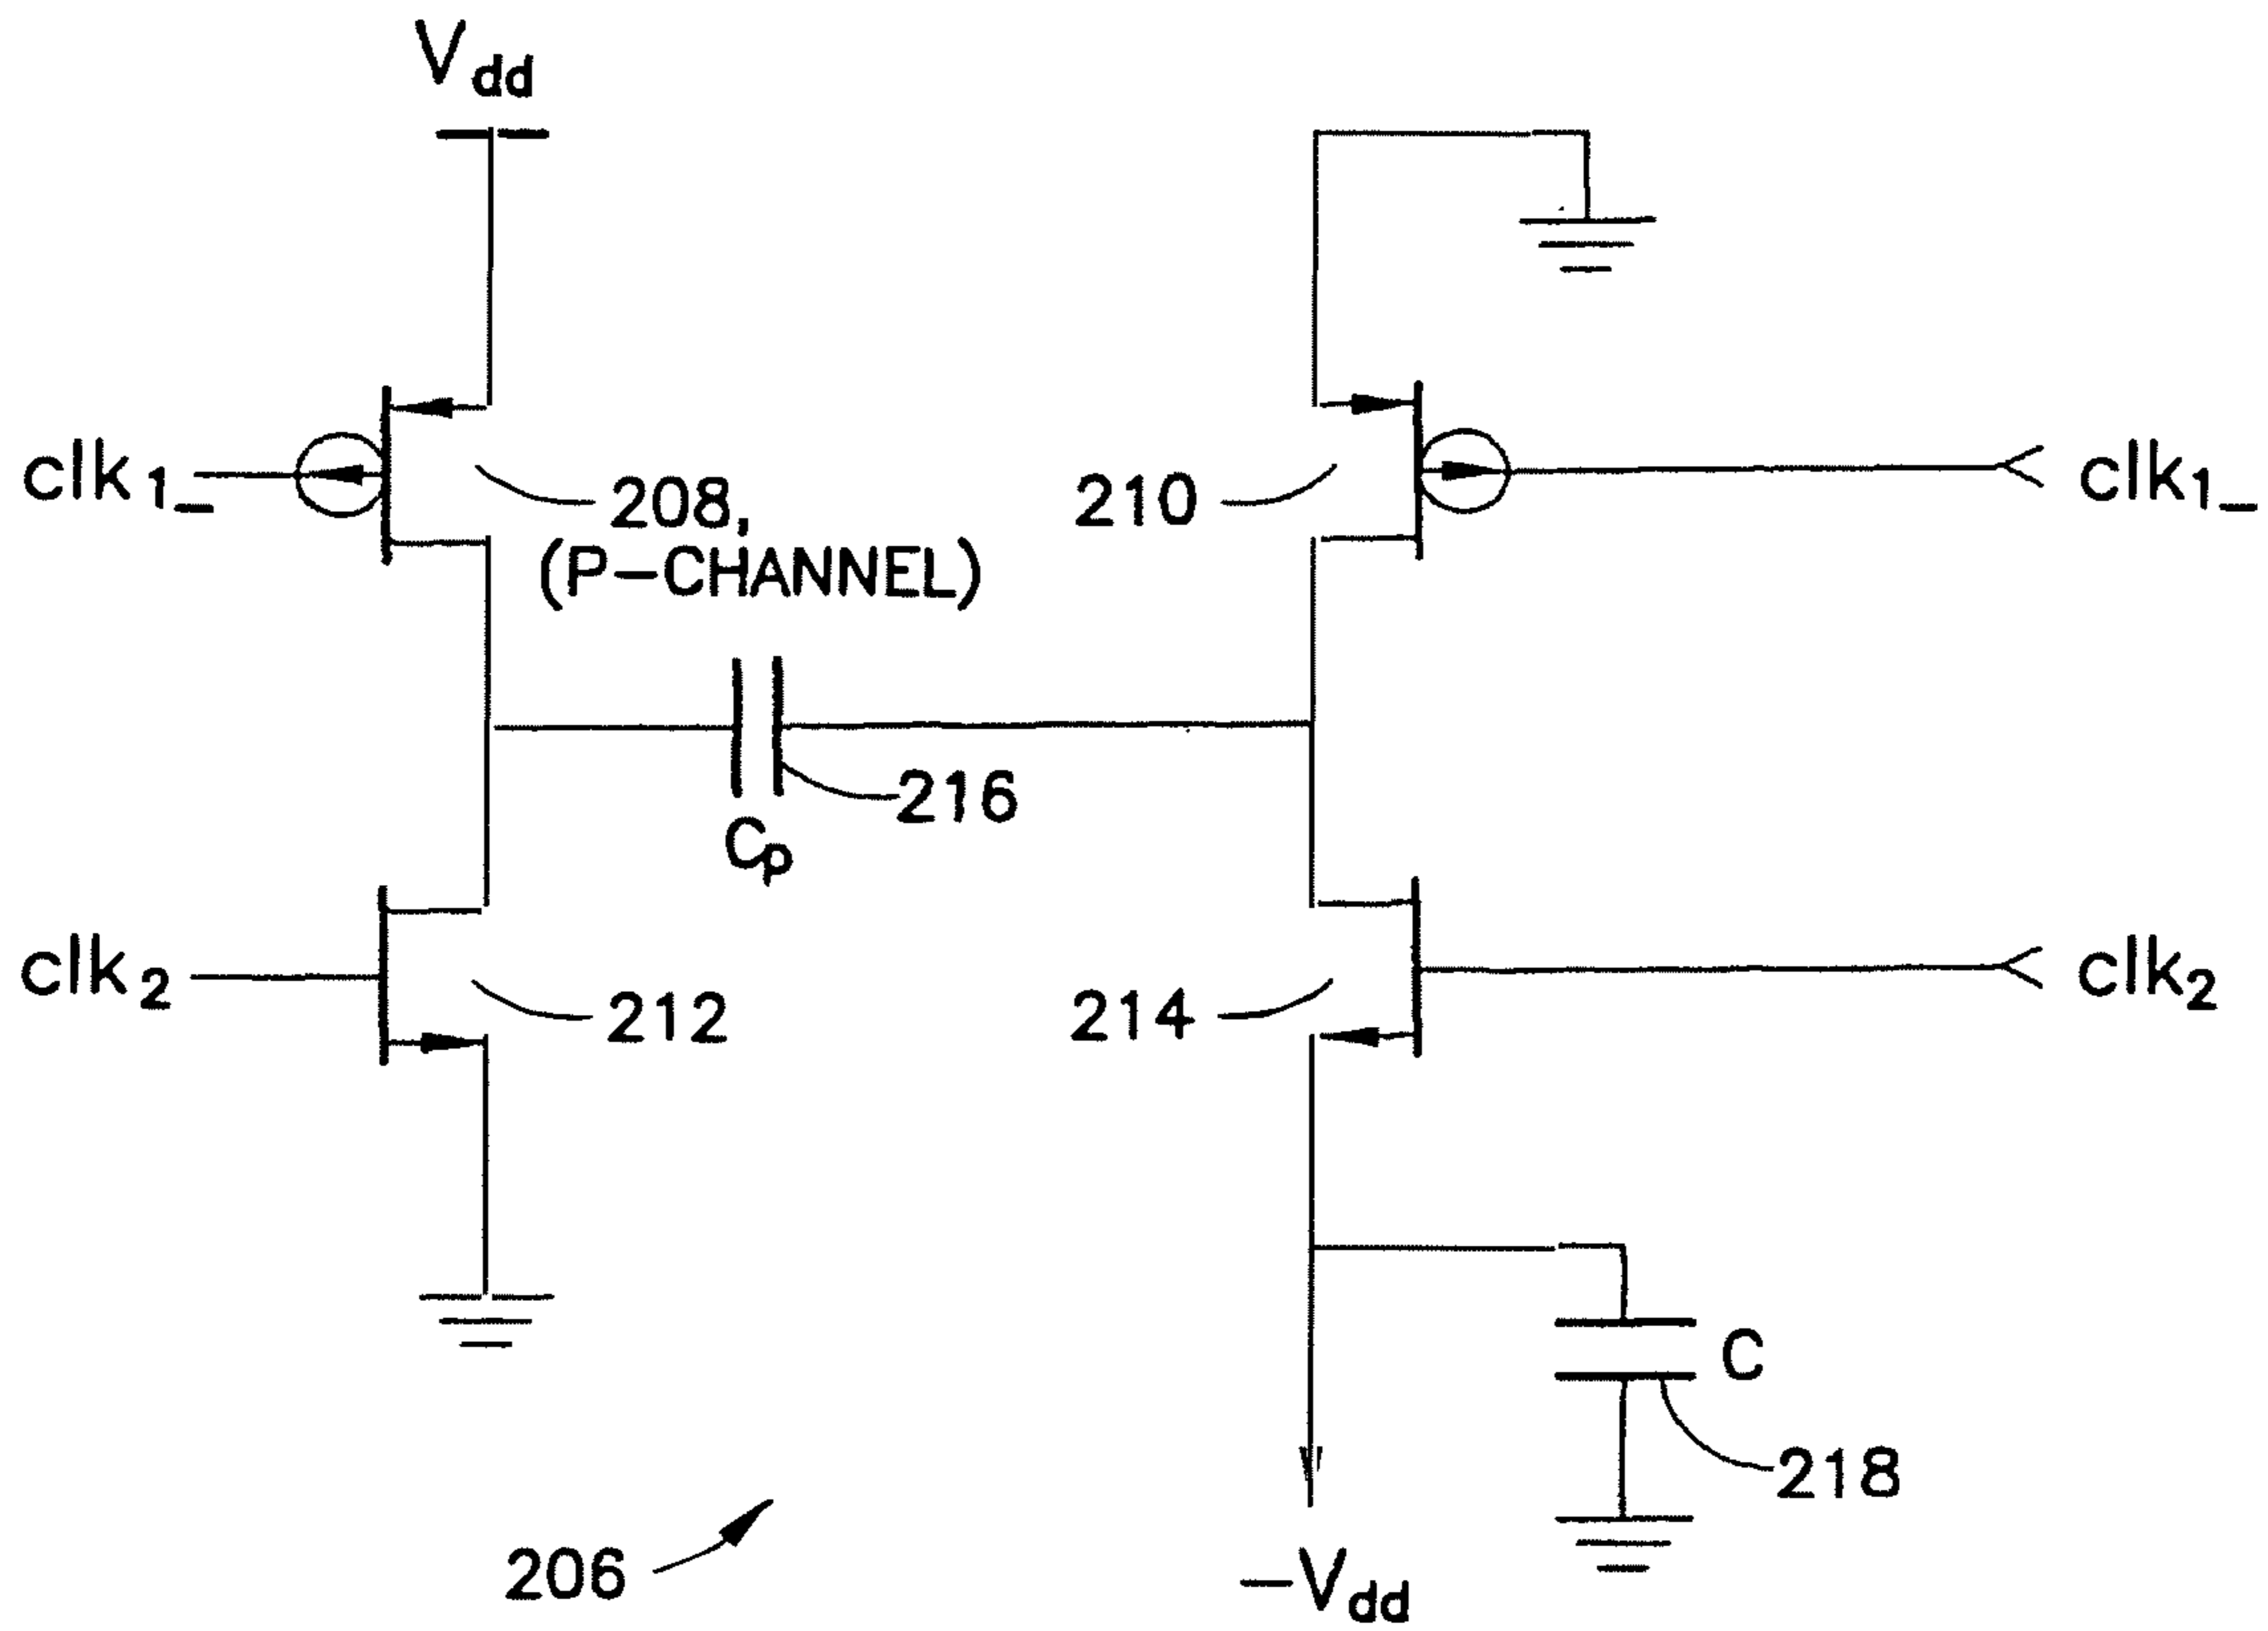 Vdd
clk1_
208,
(P-CHANNEL)
210
clk1_
216
Cp
clk2
212
214
clk2
C
218
206
-Vdd